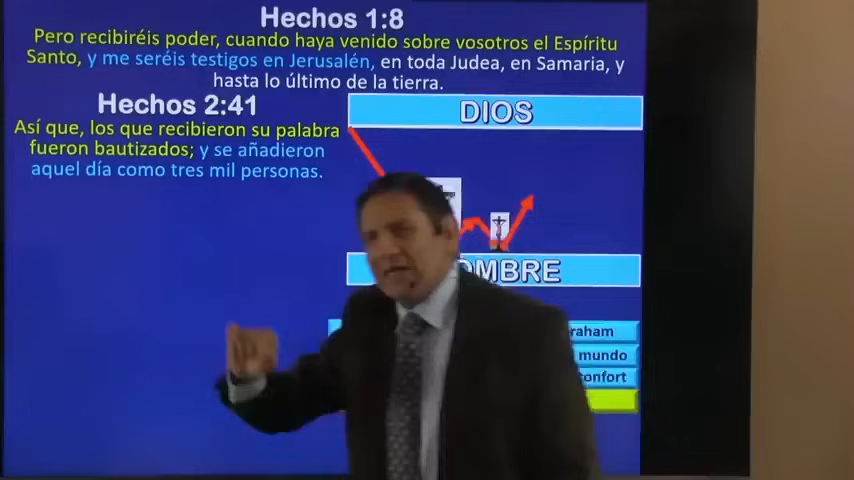 Hechos 1:8
Pero recibiréis poder, cuando haya venido sobre vosotros el Espíritu
Santo, y me seréis testigos en Jerusalén, en toda Judea, en Samaria, y
hasta lo último de la tierra.
Hechos 2:41
Así que, los que recibieron su palabra
fueron bautizados; y se añadieron
aquel día como tres mil personas.
DIOS
OMBRE
raham
mundo
confort